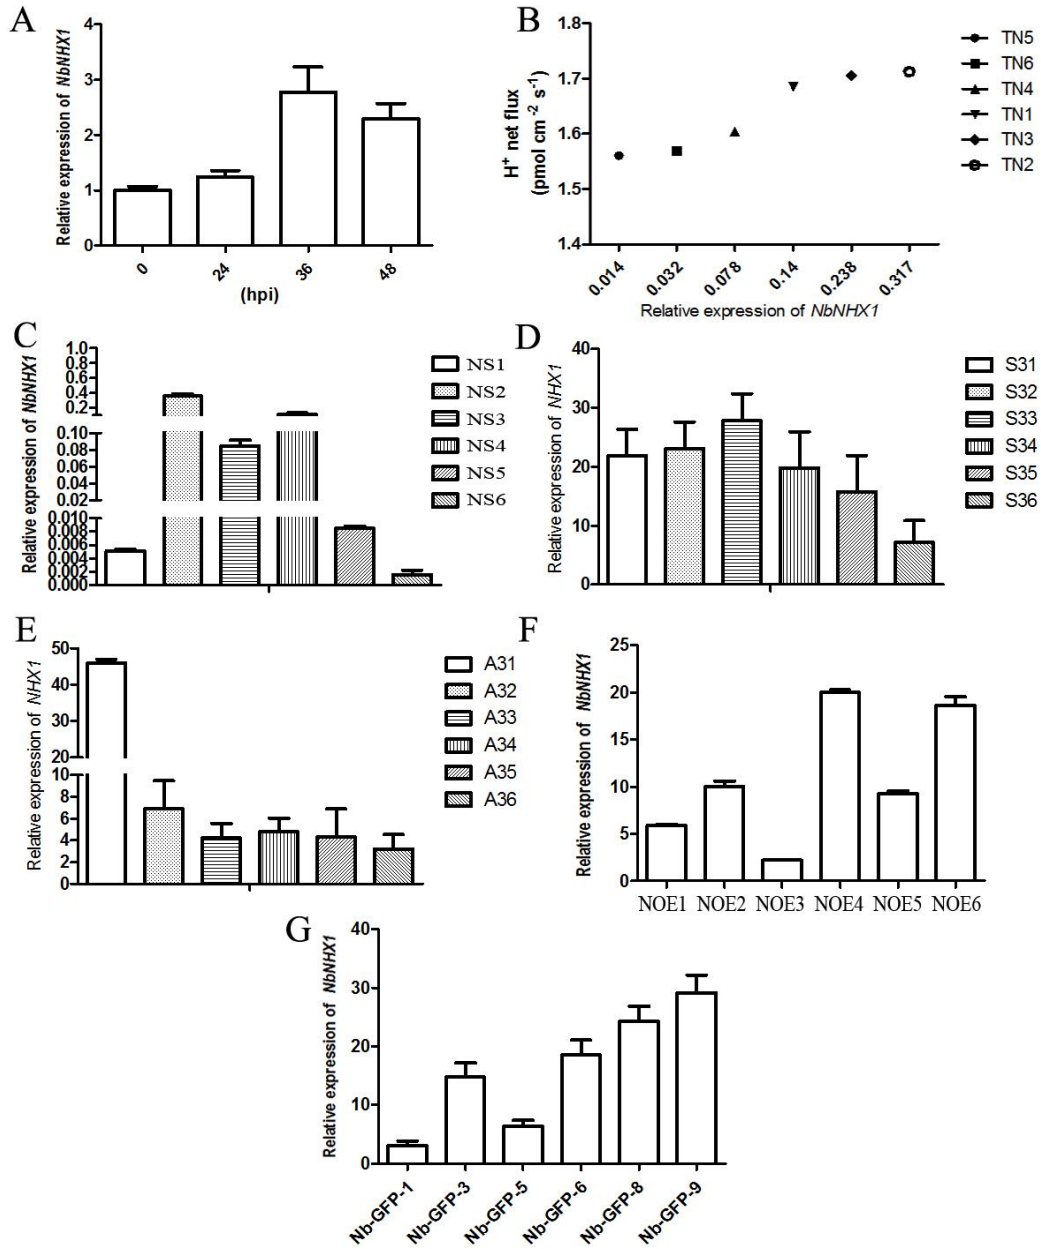 A
Relative expression of NbNHX1
4
3
2
1
0
0
24
36
48
(hpi)
B
H+ net flux
(pmol cm-2 s-1)
1.8
1.7
1.6
1.5
1.4
0.014
0.032
0.078
0.14
0.238
0.317
Relative expression of NbNHX1
TN5
TN6
TN4
TN1
TN3
TN2
C
Relative expression of NbNHX1
1.0
0.8
0.6
0.4
0.2
0.10
0.08
0.06
0.04
0.02
0.010
0.008
0.006
0.004
0.002
0.000
NS1
NS2
NS3
NS4
NS5
NS6
D
Relative expression of NHX1
40
30
20
10
0
S31
S32
S33
S34
S35
S36
E
Relative expression of NHX1
50
40
30
20
10
8
6
4
2
0
A31
A32
A33
A34
A35
A36
F
Relative expression of NbNHX1
25
20
15
10
5
0
NOE1
NOE2
NOE3
NOE4
NOE5
NOE6
G
Relative expression of NbNHX1
40
30
20
10
0
Nb-GFP-1
Nb-GFP-3
Nb-GFP-5
Nb-GFP-6
Nb-GFP-8
Nb-GFP-9